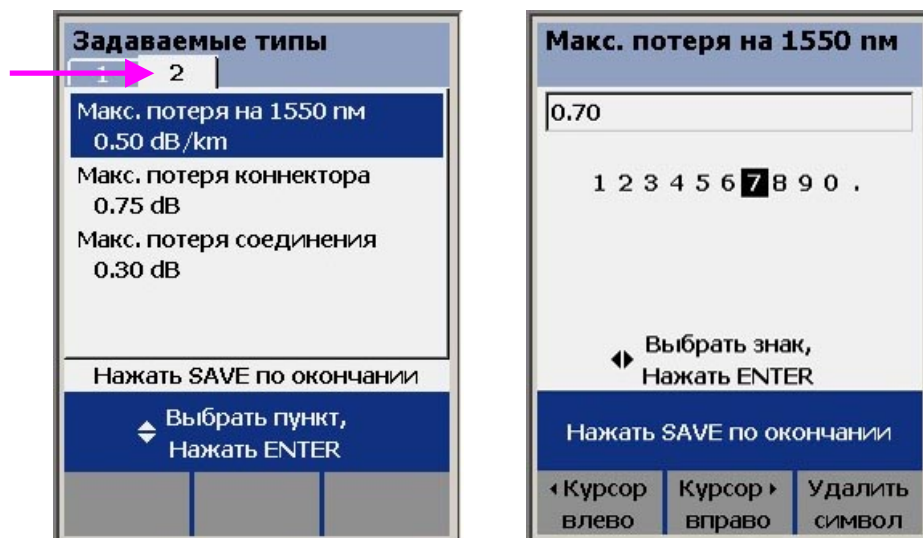 Задаваемые типы
1 2
Макс. потеря на 1550 nm
0.50 dB/km
Макс. потеря коннектора
0.75 dB
Макс. потеря соединения
0.30 dB
Нажать SAVE по окончании
Выбрать пункт,
Нажать ENTER
Макс. потеря на 1550 nm
0.70
1 2 3 4 5 6 7 8 9 0 .
Выбрать знак,
Нажать ENTER
Нажать SAVE по окончании
Курсор влево
Курсор вправо
Удалить символ